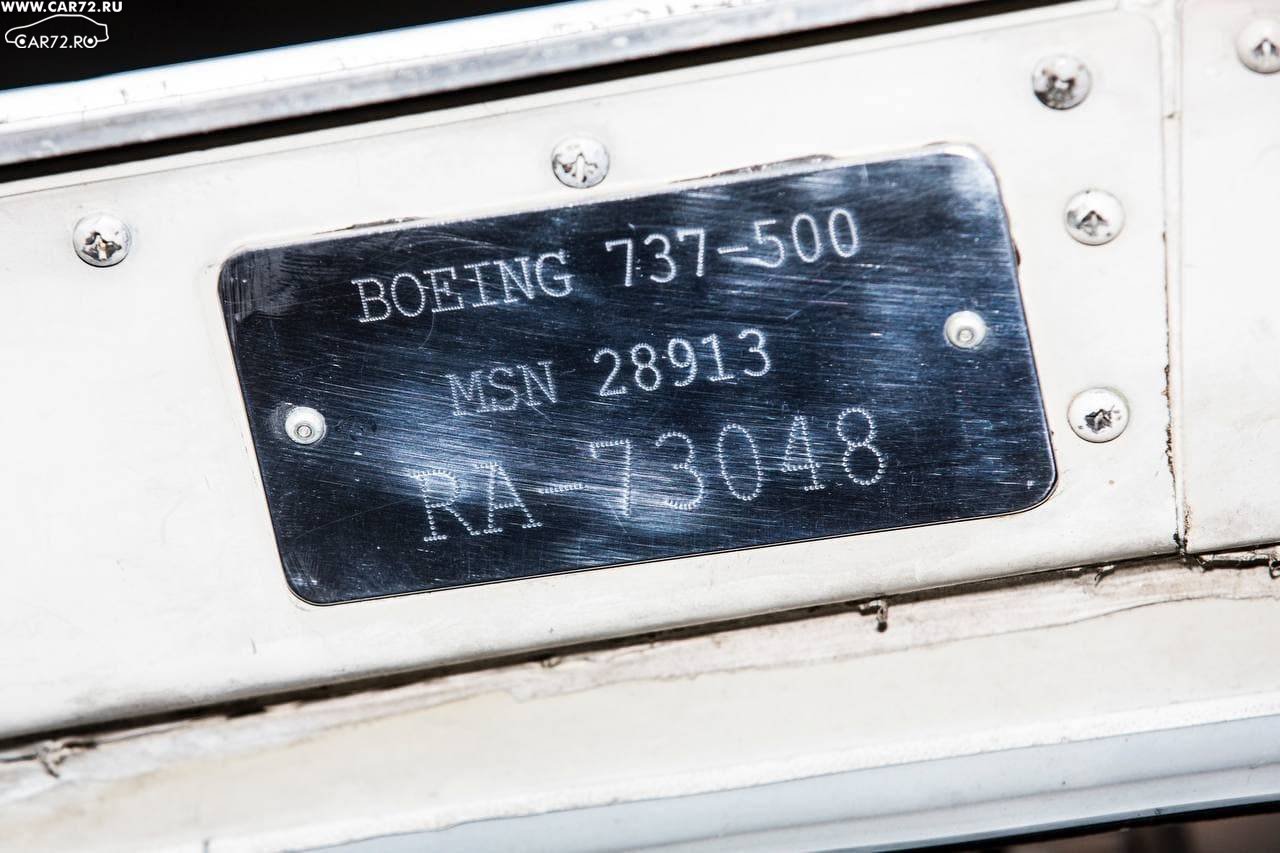 WWW.CAR72.RU
CAR72.RU
BOEING 737-500
MSN 28913
RA-73048